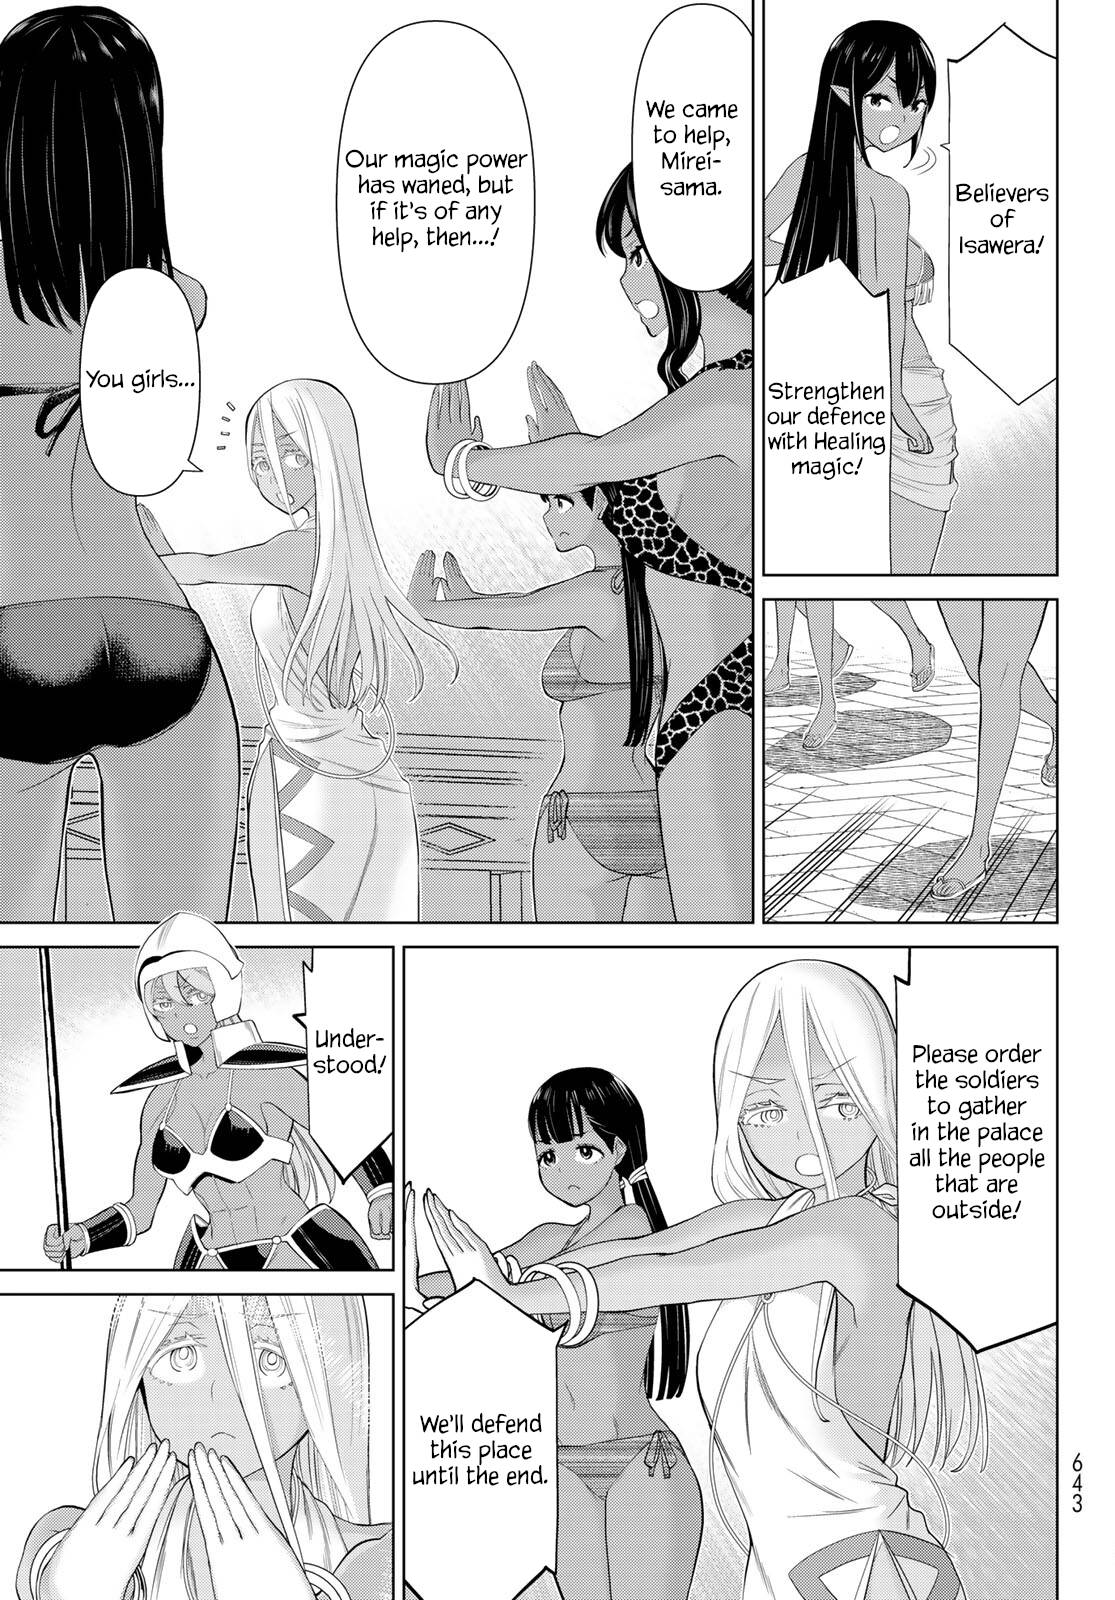 Believers
of
Isawera!
Strengthen
our defence
with Healing
magic!
We came
to help,
Mirei-
sama.
Our magic power
has waned, but
if it's of any
help, then...!
You girls...
Please order
the soldiers
to gather
in the palace
all the people
that are
outside!
We'll defend
this place
until the end.
Under-
stood!
643